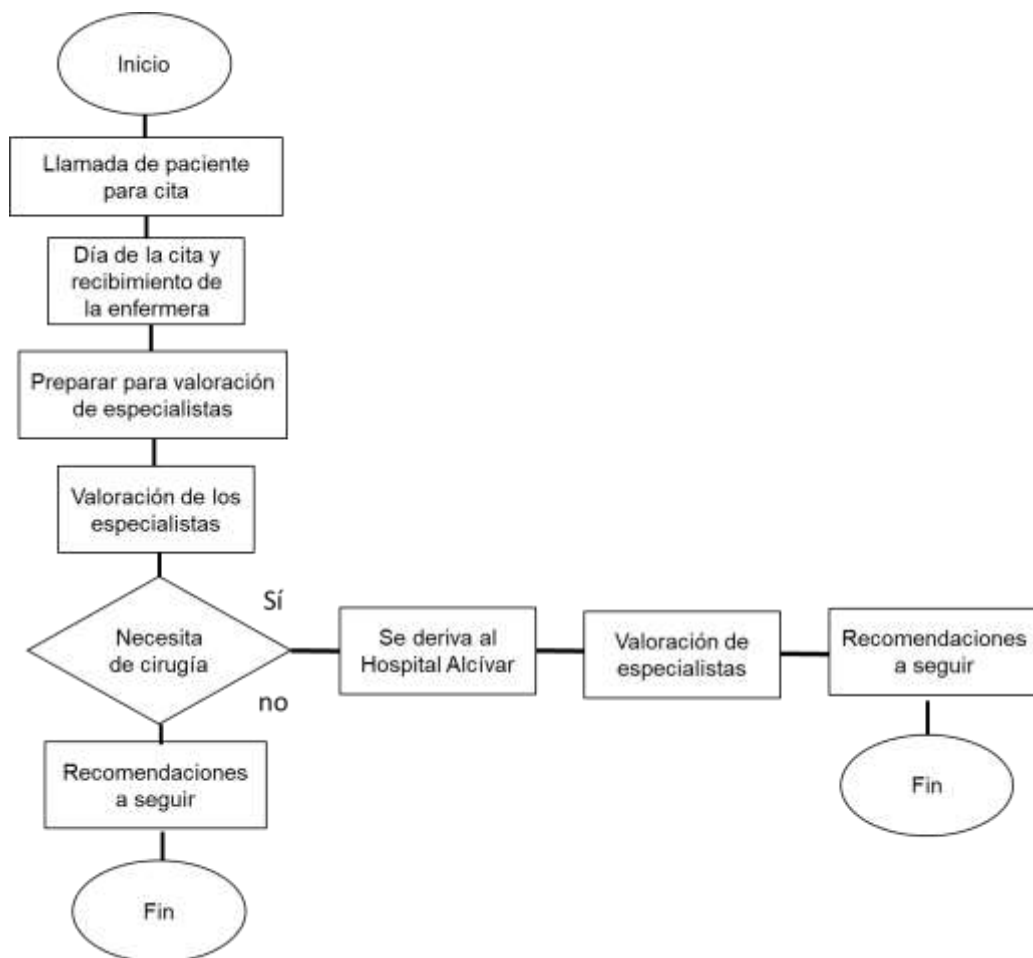 Inicio
Llamada de paciente
para cita
Día de la cita y
recibimiento de
la enfermera
Preparar para valoración
de especialistas
Valoración de los
especialistas
Necesita
de cirugía
Sí
no
Se deriva al
Hospital Alcívar
Valoración de
especialistas
Recomendaciones
a seguir
Fin
Recomendaciones
a seguir
Fin